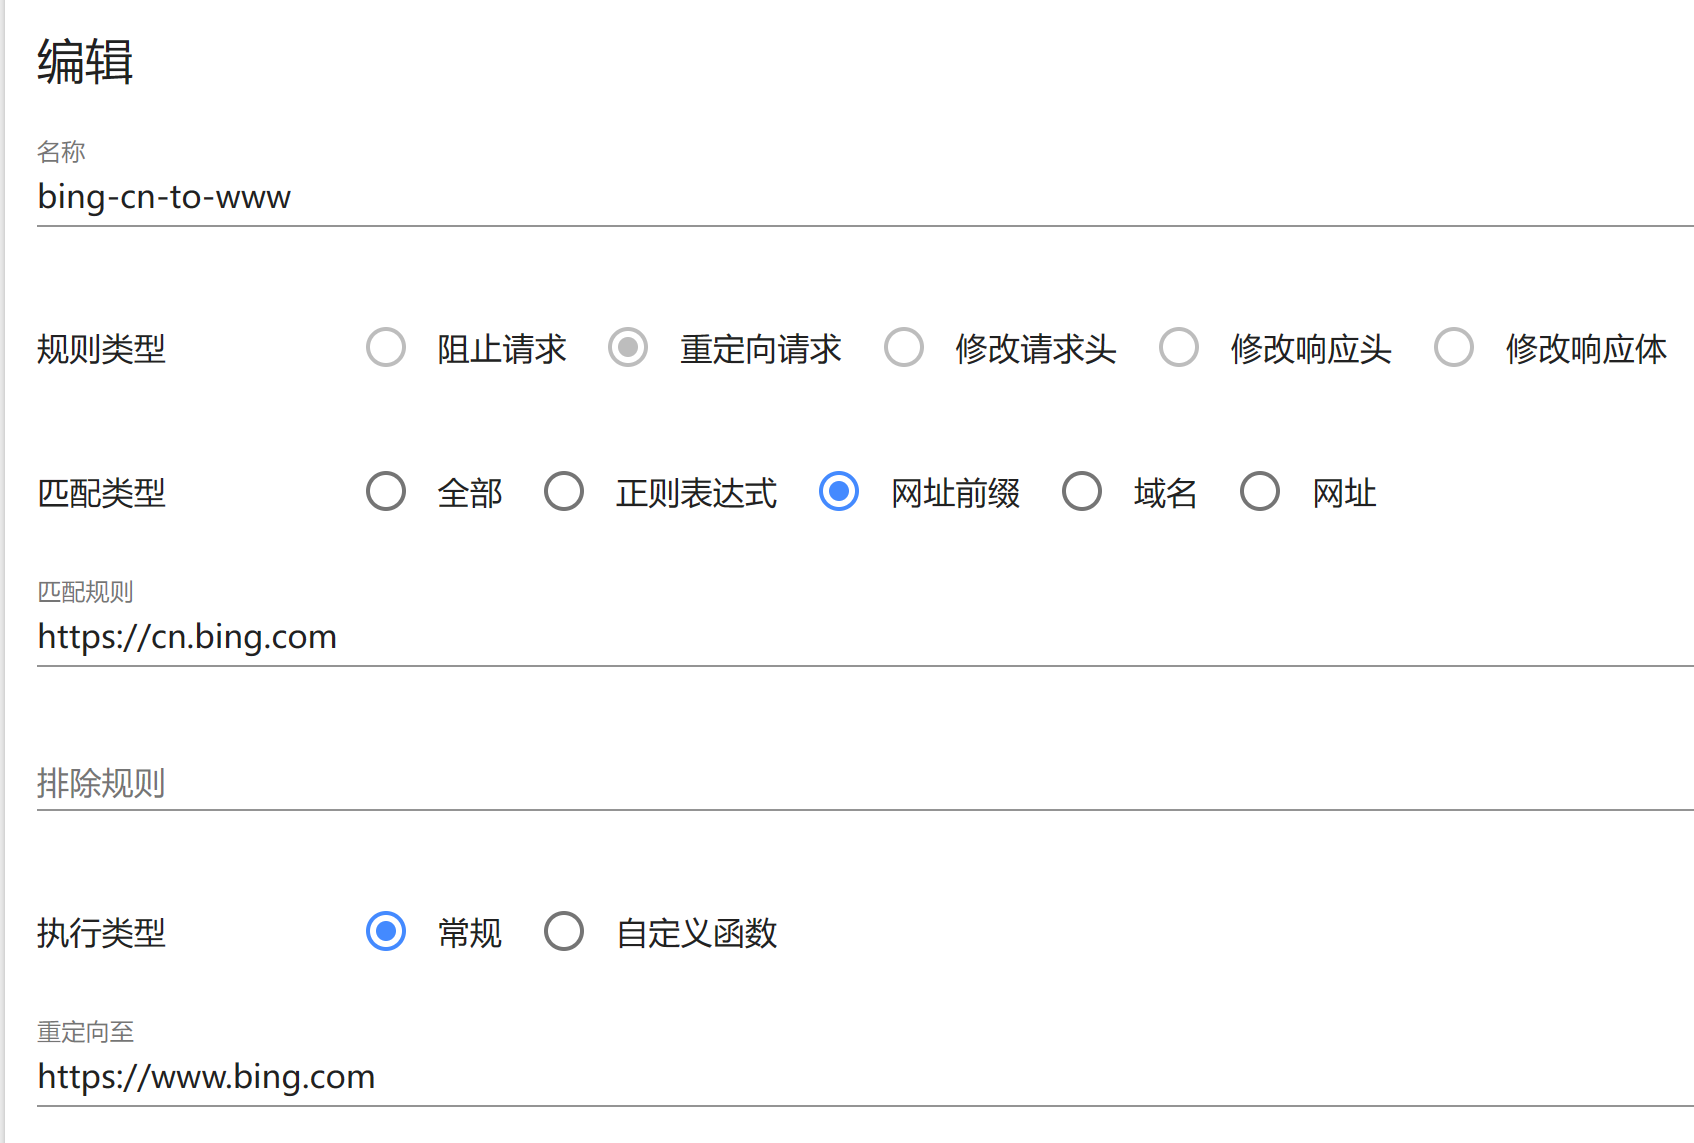 编辑
名称
bing-cn-to-www
规则类型 阻止请求 重定向请求 修改请求头 修改响应头 修改响应体
匹配类型 全部 正则表达式 网址前缀 域名 网址
匹配规则
https://cn.bing.com
排除规则
执行类型 常规 自定义函数
重定向至
https://www.bing.com